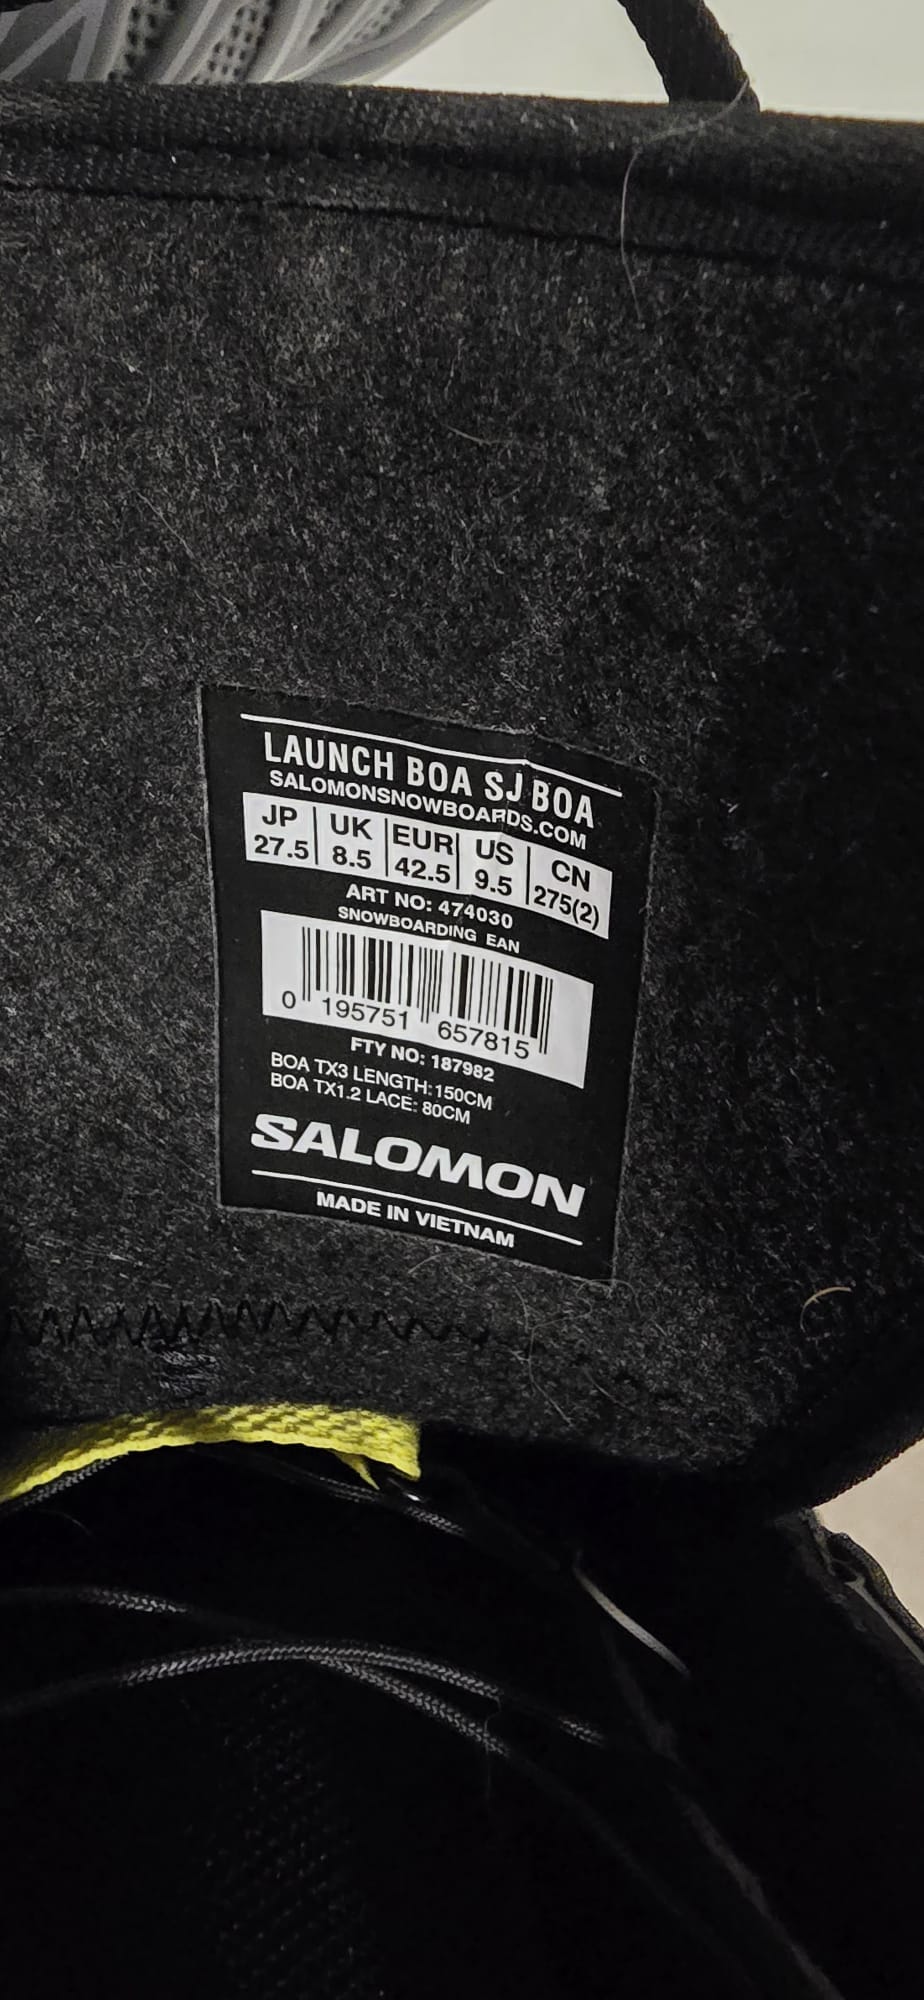 LAUNCH BOA SJ BOA
SALOMONSNOWBOARDS.COM
JP UK EUR US CN
27.5 8.5 42.5 9.5 275(2)
ART NO: 474030
SNOWBOARDING EAN
0 195751 657815
FTY NO: 187982
BOA TX3 LENGTH:150CM
BOA TX1.2 LACE: 80CM
SALOMON
MADE IN VIETNAM